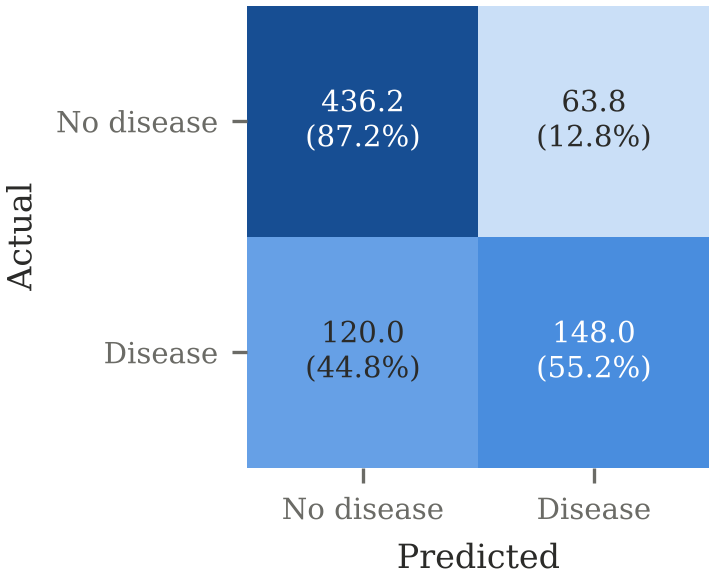 Actual
No disease
436.2
(87.2%)
63.8
(12.8%)
Disease
120.0
(44.8%)
148.0
(55.2%)
No disease
Disease
Predicted